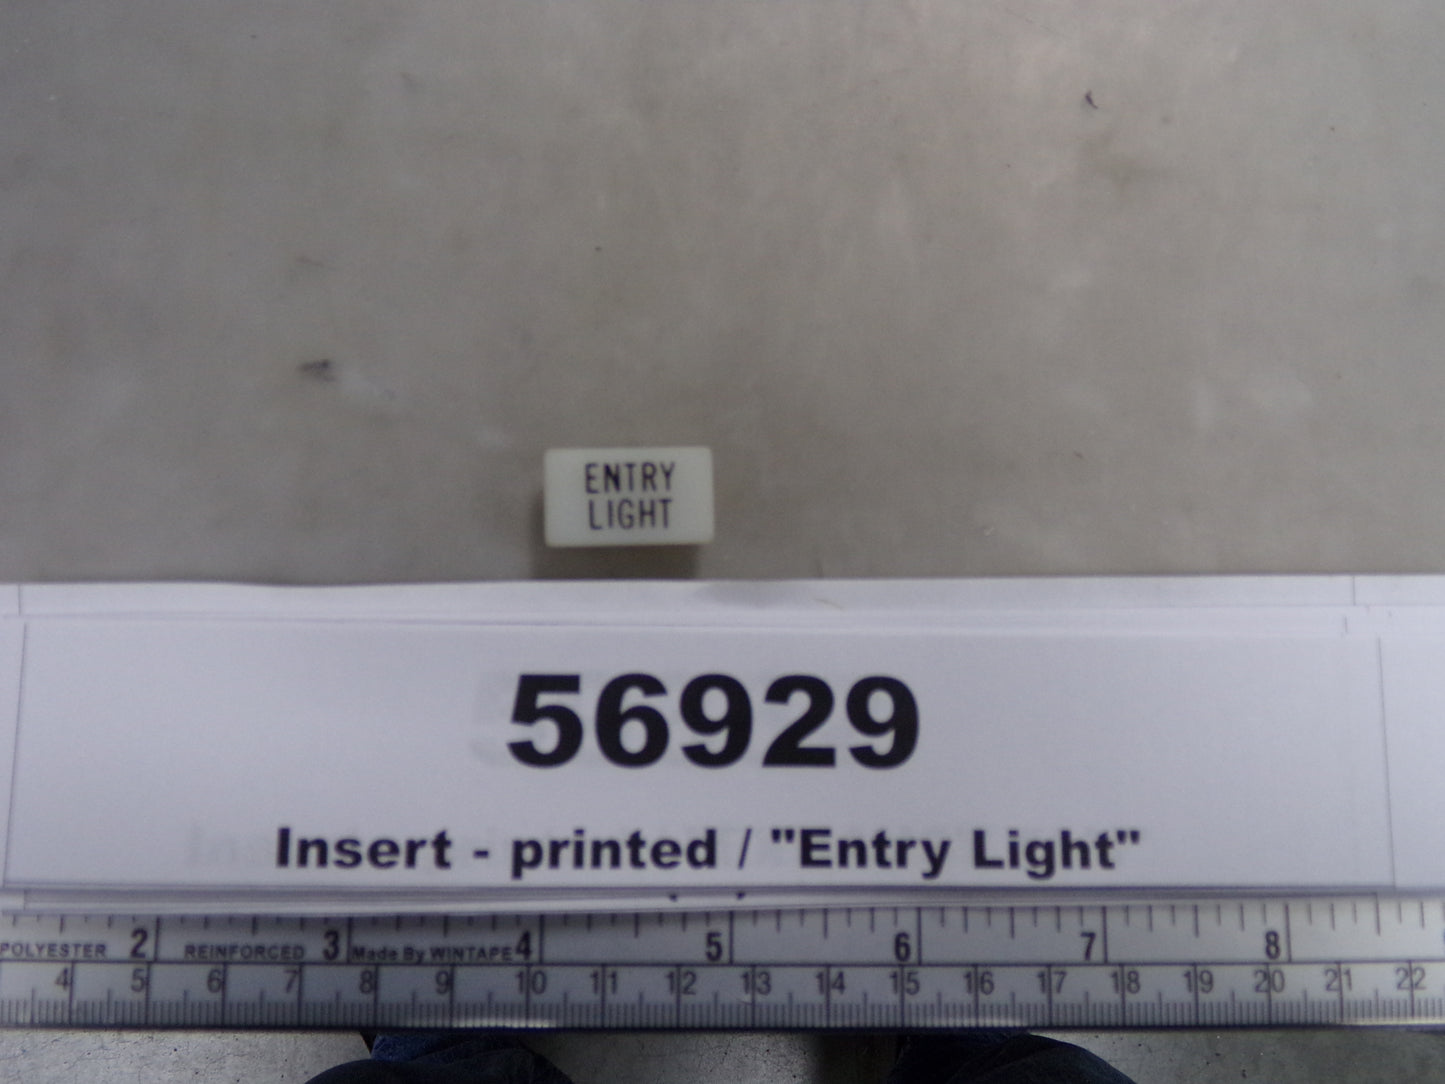 ENTRY
LIGHT
56929
Insert - printed / "Entry Light"
POLYESTER 2 REINFORCED 3 Made By WINTAPE 4 5 6 7 8
4 5 6 7 8 9 10 11 12 13 14 15 16 17 18 19 20 21 22